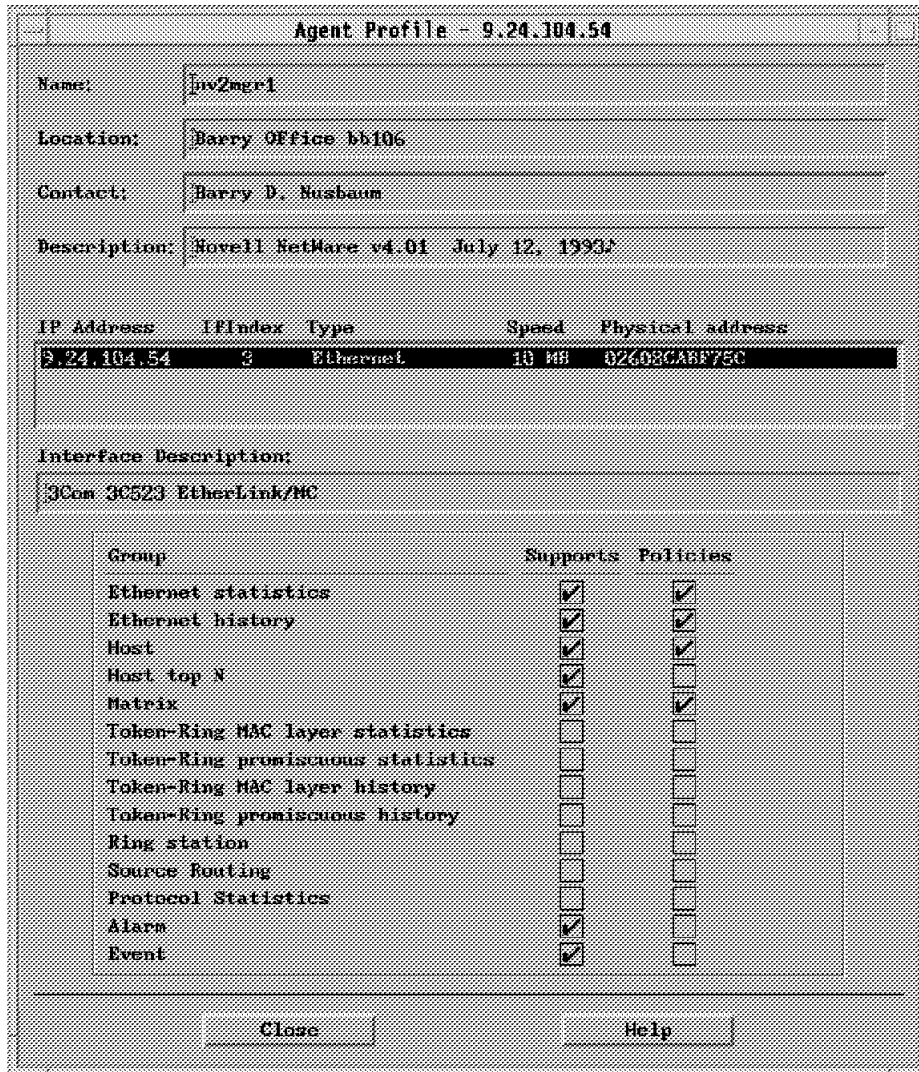 Agent Profile - 9.24.104.54
Name: nv2mgr1
Location: Barry OFfice bb106
Contact: Barry D. Nusbaum
Description: Novell NetWare v4.01 July 12, 1993♪
IP Address IfIndex Type Speed Physical address
9.24.104.54 3 Ethernet 10 MB 02608CABF75C
Interface Description:
3Com 3C523 EtherLink/MC
Group Supports Policies
Ethernet statistics
Ethernet history
Host
Host top N
Matrix
Token-Ring MAC layer statistics
Token-Ring promiscuous statistics
Token-Ring MAC layer history
Token-Ring promiscuous history
Ring station
Source Routing
Protocol Statistics
Alarm
Event
Close Help